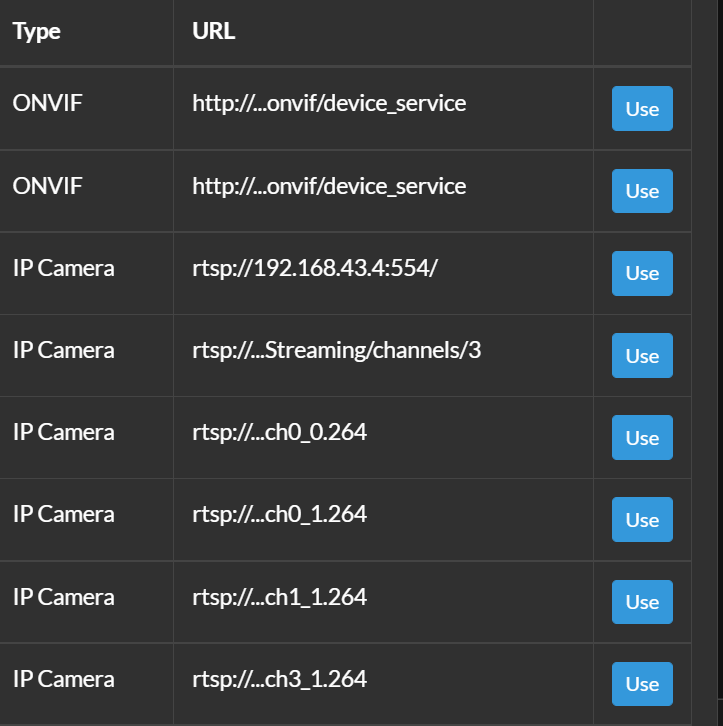 Type URL
ONVIF http://...onvif/device_service Use
ONVIF http://...onvif/device_service Use
IP Camera rtsp://192.168.43.4:554/ Use
IP Camera rtsp://...Streaming/channels/3 Use
IP Camera rtsp://...ch0_0.264 Use
IP Camera rtsp://...ch0_1.264 Use
IP Camera rtsp://...ch1_1.264 Use
IP Camera rtsp://...ch3_1.264 Use